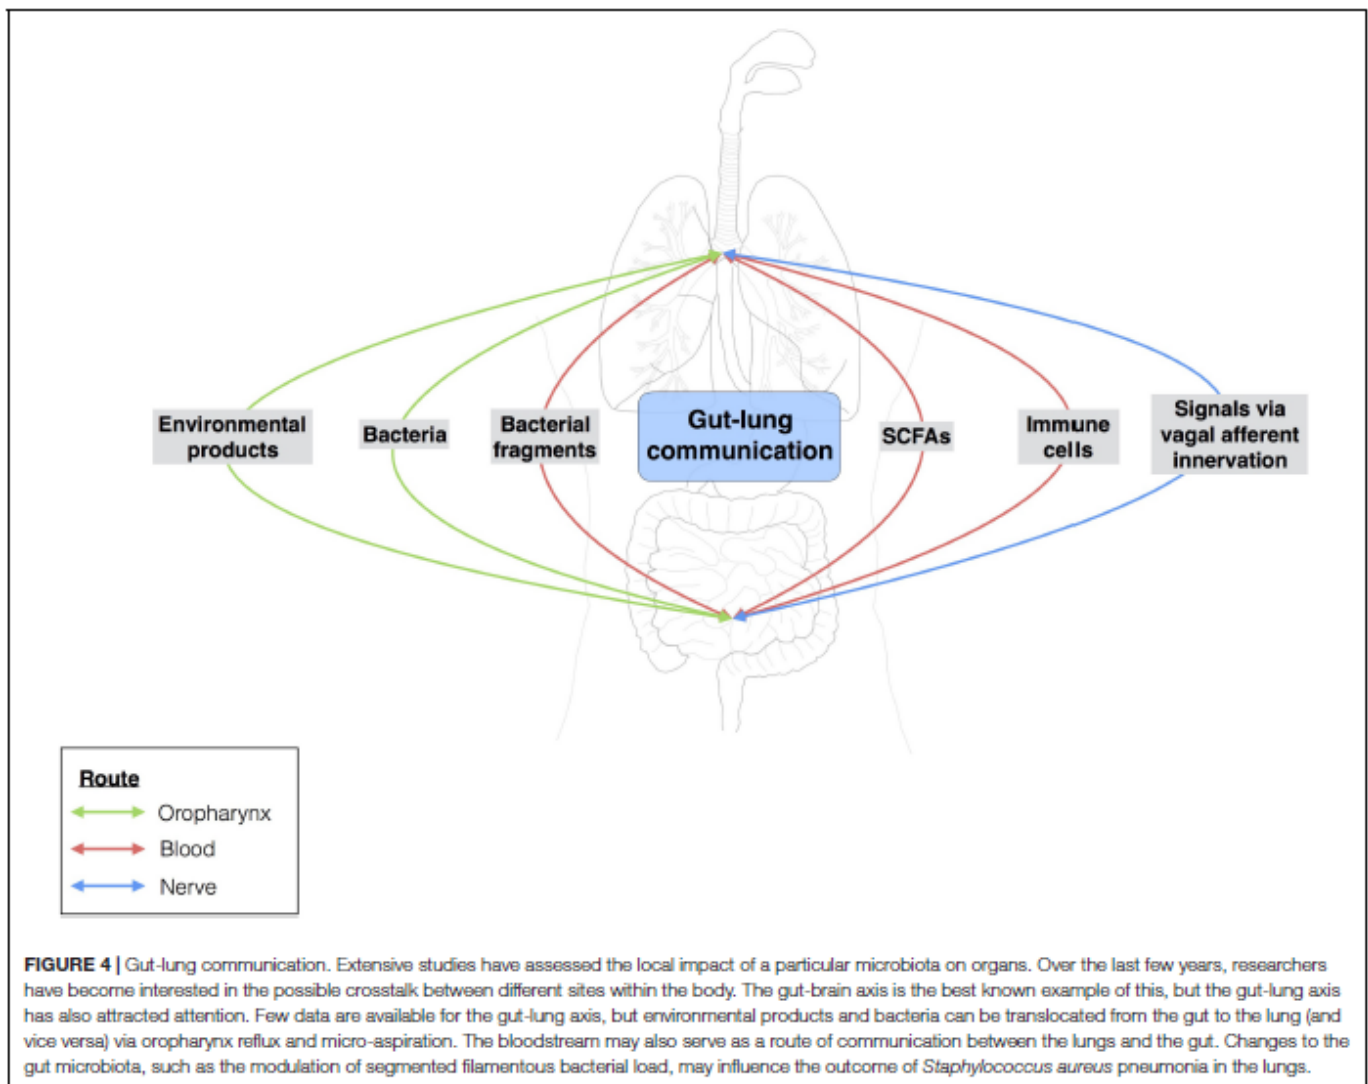 Environmental
products
Bacteria
Bacterial
fragments
Gut-lung
communication
SCFAs
Immune
cells
Signals via
vagal afferent
innervation
Route
Oropharynx
Blood
Nerve
FIGURE 4 | Gut-lung communication. Extensive studies have assessed the local impact of a particular microbiota on organs. Over the last few years, researchers
have become interested in the possible crosstalk between different sites within the body. The gut-brain axis is the best known example of this, but the gut-lung axis
has also attracted attention. Few data are available for the gut-lung axis, but environmental products and bacteria can be translocated from the gut to the lung (and
vice versa) via oropharynx reflux and micro-aspiration. The bloodstream may also serve as a route of communication between the lungs and the gut. Changes to the
gut microbiota, such as the modulation of segmented filamentous bacterial load, may influence the outcome of Staphylococcus aureus pneumonia in the lungs.